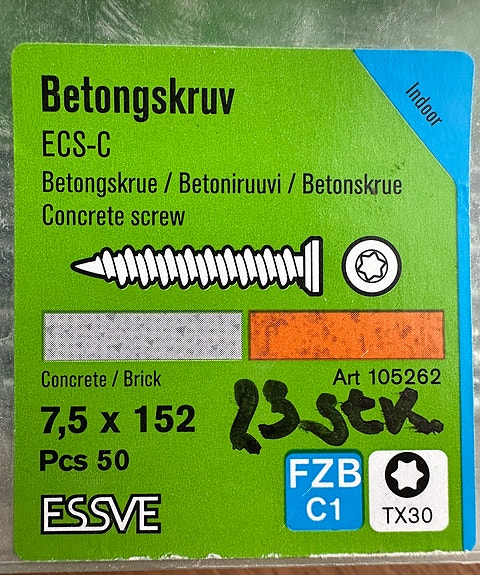 Betongskruv
Indoor
ECS-C
Betongskrue / Betoniruuvi / Betonskrue
Concrete screw
Concrete / Brick
Art 105262
7,5 x 152
23 stk.
Pcs 50
FZB
C1
TX30
ESSVE